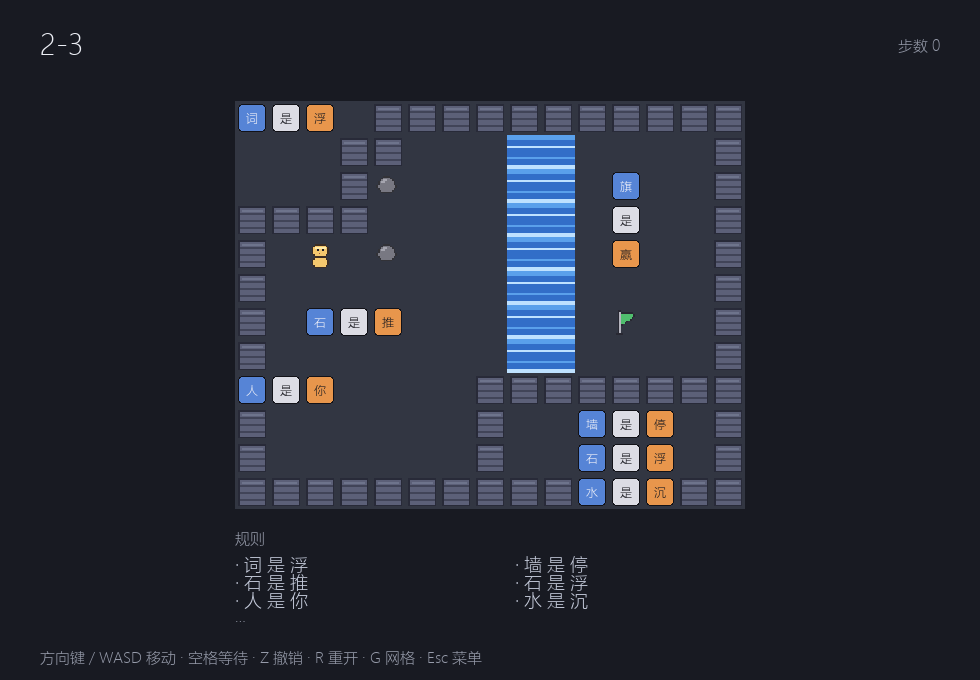 2-3
步数 0
词 是 浮
旗
是
赢
石 是 推
人 是 你
墙 是 停
石 是 浮
水 是 沉
规则
· 词 是 浮
· 石 是 推
· 人 是 你
...
· 墙 是 停
· 石 是 浮
· 水 是 沉
方向键 / WASD 移动 · 空格等待 · Z 撤销 · R 重开 · G 网格 · Esc 菜单